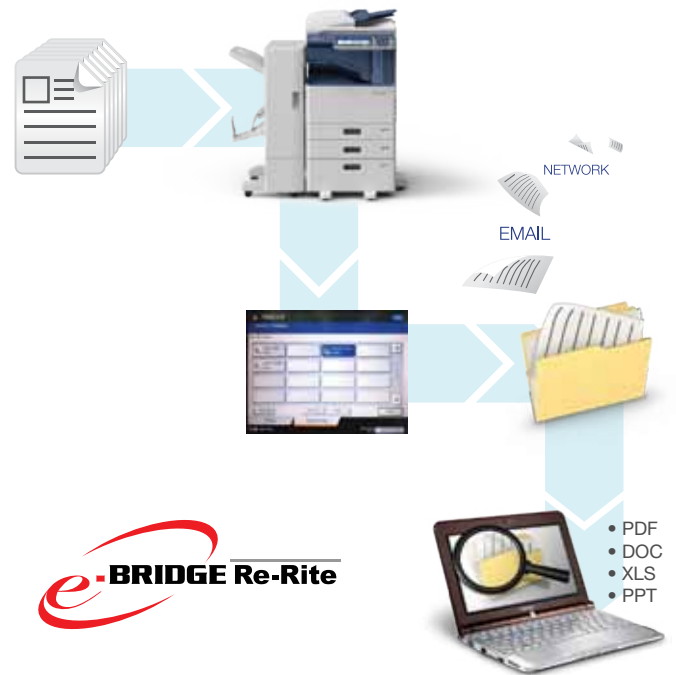 NETWORK
EMAIL
• PDF
• DOC
• XLS
• PPT
e-BRIDGE Re-Rite